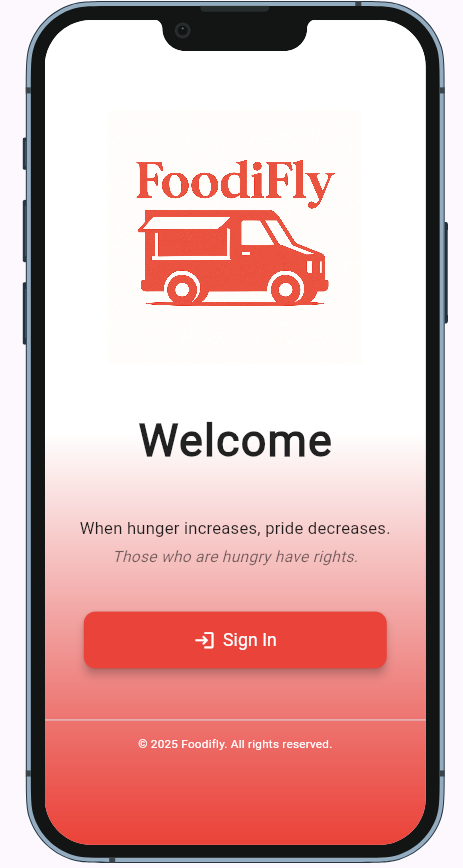 FoodiFly
Welcome
When hunger increases, pride decreases.
Those who are hungry have rights.
Sign In
© 2025 Foodifly. All rights reserved.